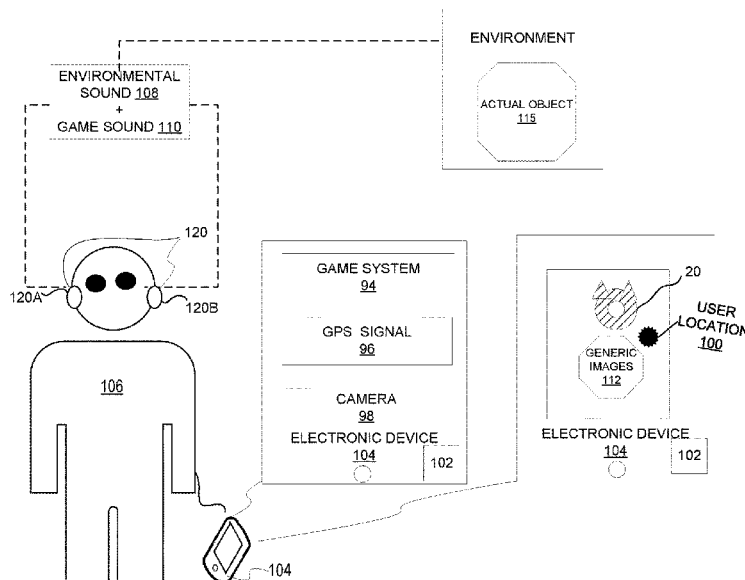 ENVIRONMENT
ENVIRONMENTAL
SOUND 108
+
GAME SOUND 110
ACTUAL OBJECT
115
120
120A
120B
106
GAME SYSTEM
94
GPS SIGNAL
96
CAMERA
98
ELECTRONIC DEVICE
104
102
20
USER
LOCATION
100
GENERIC
IMAGES
112
ELECTRONIC DEVICE
104
102
104